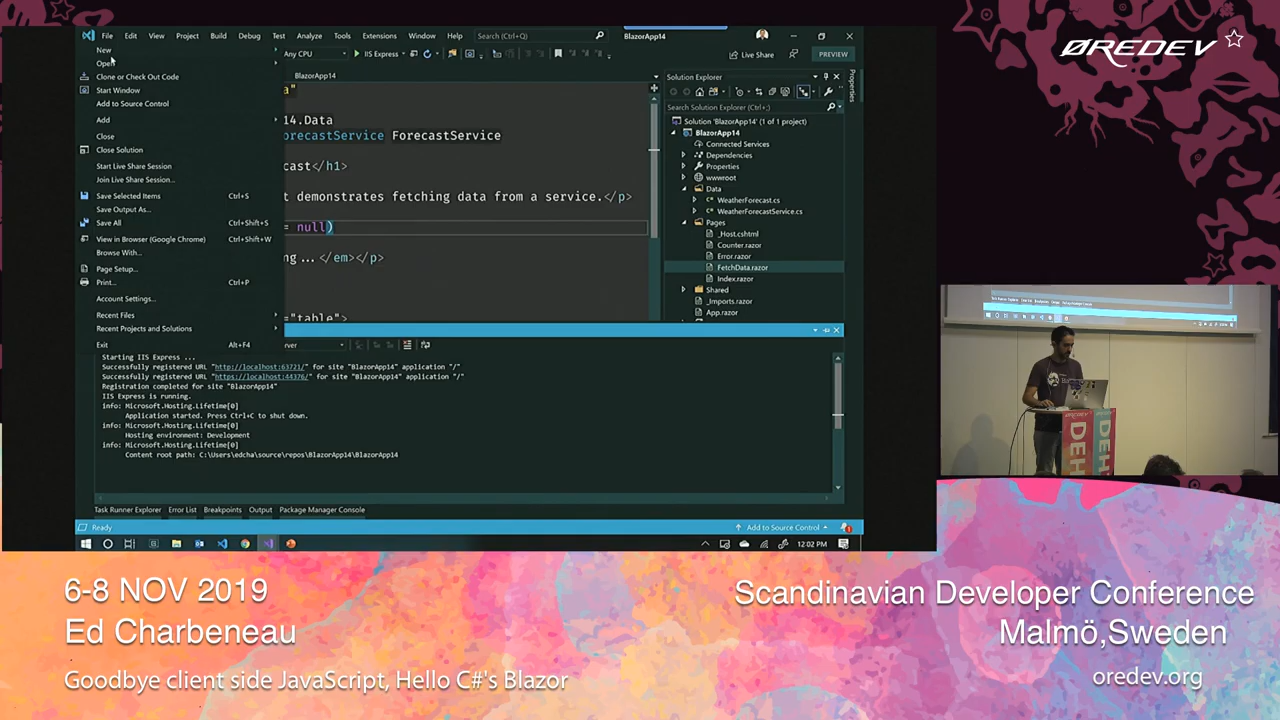 File Edit View Project Build Debug Test Analyze Tools Extensions Window Help Search (Ctrl+Q) BlazorApp14
Any CPU IIS Express Live Share PREVIEW
New
Open
Clone or Check Out Code
Start Window
Add to Source Control
Add
Close
Close Solution
Start Live Share Session
Join Live Share Session...
Save Selected Items Ctrl+S
Save Output As...
Save All Ctrl+Shift+S
View in Browser (Google Chrome) Ctrl+Shift+W
Browse With...
Page Setup...
Print... Ctrl+P
Account Settings...
Recent Files
Recent Projects and Solutions
Exit Alt+F4
BlazorApp14
a"
14.Data
orecastService ForecastService
cast</h1>
t demonstrates fetching data from a service.</p>
= null)
ng...</em></p>
="table">
Solution Explorer
Search Solution Explorer (Ctrl+;)
Solution 'BlazorApp14' (1 of 1 project)
BlazorApp14
Connected Services
Dependencies
Properties
wwwroot
Data
WeatherForecast.cs
WeatherForecastService.cs
Pages
_Host.cshtml
Counter.razor
Error.razor
FetchData.razor
Index.razor
Shared
_Imports.razor
App.razor
Properties
rver
Starting IIS Express ...
Successfully registered URL "http://localhost:63721/" for site "BlazorApp14" application "/"
Successfully registered URL "https://localhost:44376/" for site "BlazorApp14" application "/"
Registration completed for site "BlazorApp14"
IIS Express is running.
info: Microsoft.Hosting.Lifetime[0]
Application started. Press Ctrl+C to shut down.
info: Microsoft.Hosting.Lifetime[0]
Hosting environment: Development
info: Microsoft.Hosting.Lifetime[0]
Content root path: C:\Users\edcha\source\repos\BlazorApp14\BlazorApp14
Task Runner Explorer Error List Breakpoints Output Package Manager Console
Ready Add to Source Control
12:02 PM
ØREDEV
DEH
DEH
6-8 NOV 2019
Ed Charbeneau
Goodbye client side JavaScript, Hello C#'s Blazor
Scandinavian Developer Conference
Malmö,Sweden
oredev.org